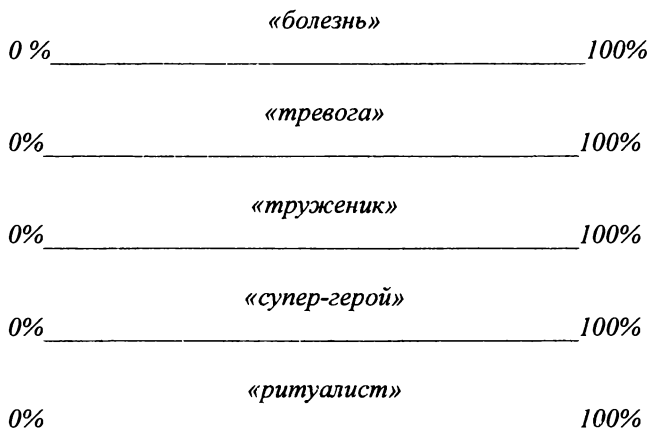 «болезнь»
0 % 100%
«тревога»
0% 100%
«труженик»
0% 100%
«супер-герой»
0% 100%
«ритуалист»
0% 100%